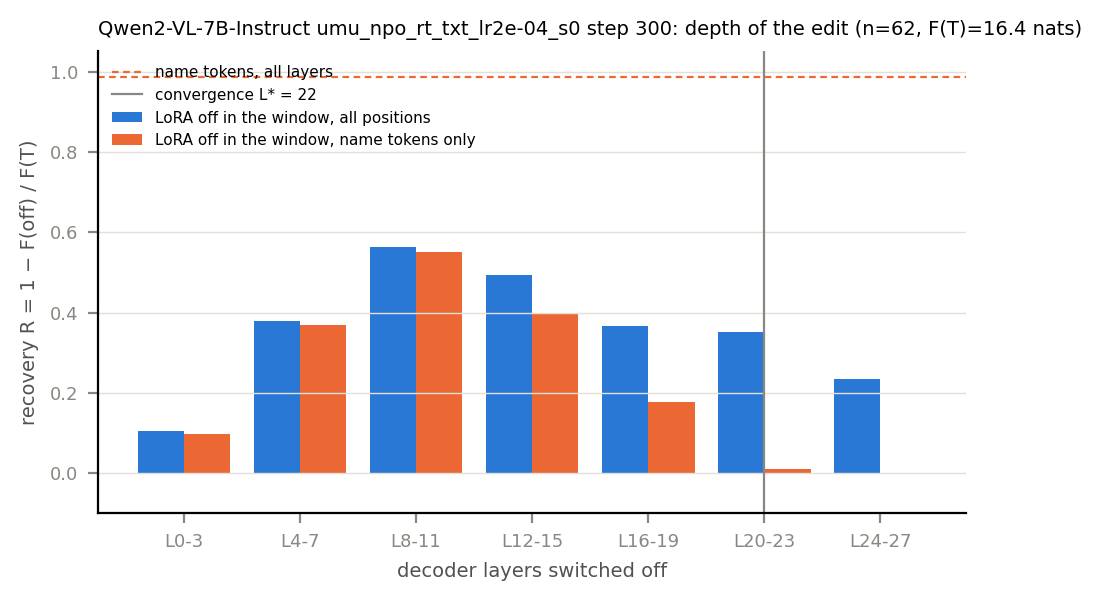 Qwen2-VL-7B-Instruct umu_npo_rt_txt_lr2e-04_s0 step 300: depth of the edit (n=62, F(T)=16.4 nats)
name tokens, all layers
convergence L* = 22
LoRA off in the window, all positions
LoRA off in the window, name tokens only
recovery R = 1 − F(off) / F(T)
1.0
0.8
0.6
0.4
0.2
0.0
L0-3 L4-7 L8-11 L12-15 L16-19 L20-23 L24-27
decoder layers switched off